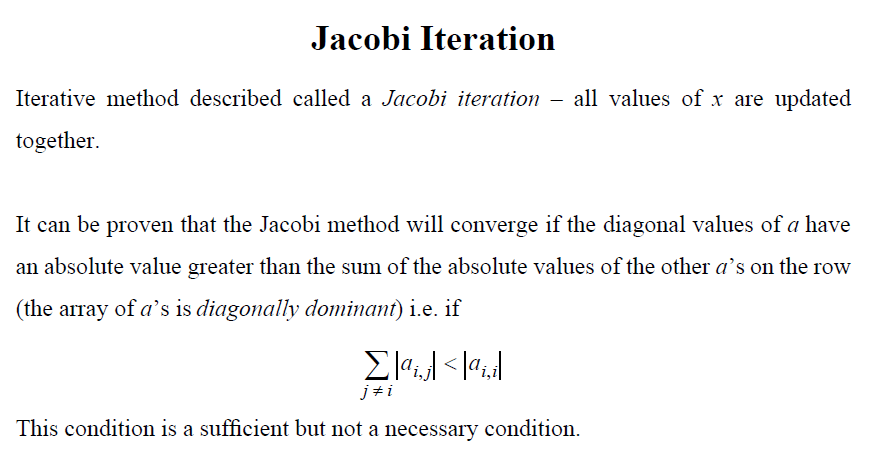 Jacobi Iteration
Iterative method described called a Jacobi iteration – all values of x are updated
together.
It can be proven that the Jacobi method will converge if the diagonal values of a have
an absolute value greater than the sum of the absolute values of the other a’s on the row
(the array of a’s is diagonally dominant) i.e. if
∑|a_{i,j}| < |a_{i,i}|
j≠i
This condition is a sufficient but not a necessary condition.